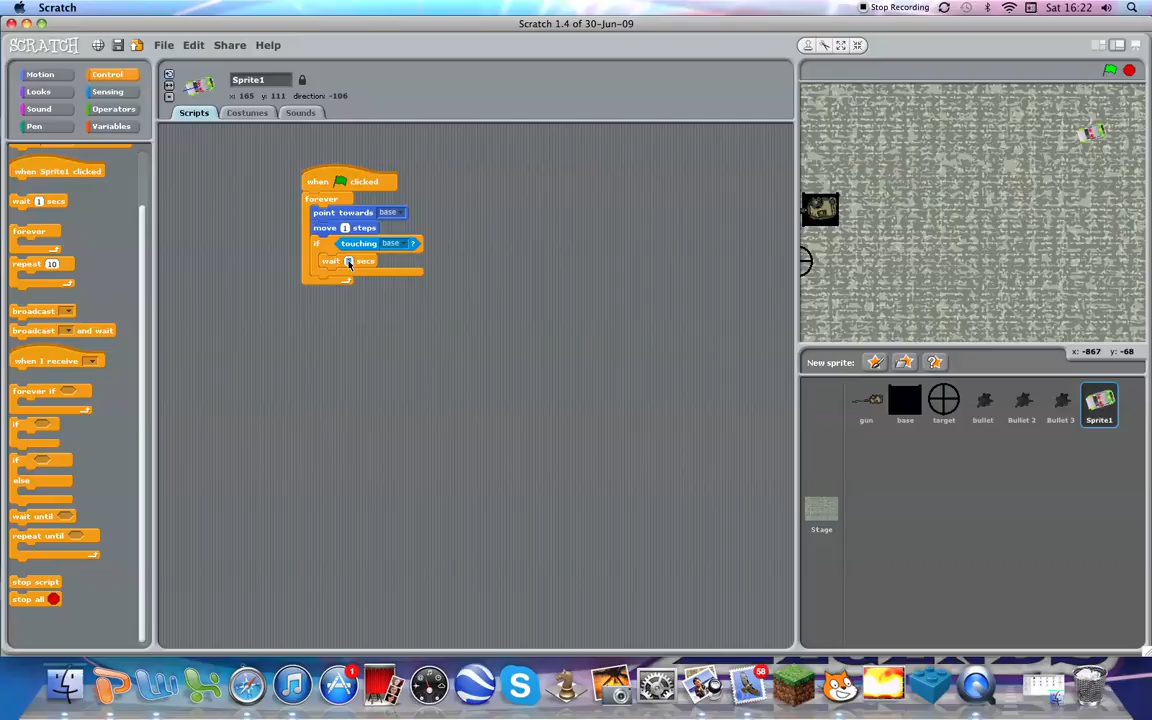 Scratch
Stop Recording
Sat 16:22
Scratch 1.4 of 30-Jun-09
SCRATCH
File Edit Share Help
Motion Control
Looks Sensing
Sound Operators
Pen Variables
Sprite1
x: 165 y: 111 direction: -106
Scripts Costumes Sounds
when Sprite1 clicked
wait 1 secs
forever
repeat 10
broadcast
broadcast and wait
when I receive
forever if
if
if
else
wait until
repeat until
stop script
stop all
when clicked
forever
point towards base
move 1 steps
if touching base ?
wait secs
x: -867 y: -68
New sprite:
gun base target bullet Bullet 2 Bullet 3 Sprite1
Stage
1
58